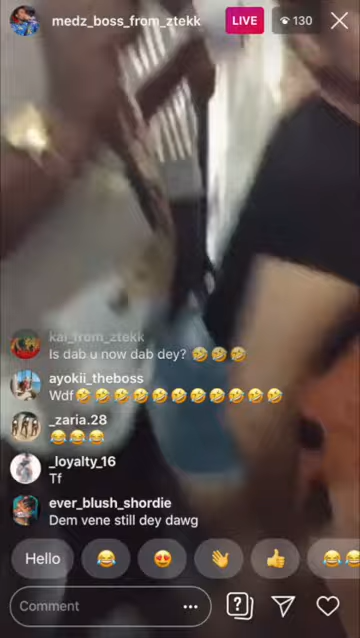 medz_boss_from_ztekk
LIVE
130
kai_from_ztekk
Is dab u now dab dey? 🤣🤣🤣
ayokii_theboss
Wdf🤣🤣🤣🤣🤣🤣🤣🤣🤣🤣🤣
_zaria.28
😂😂😂
_loyalty_16
Tf
ever_blush_shordie
Dem vene still dey dawg
Hello 😂 😍 👋 👍 😂😂
Comment